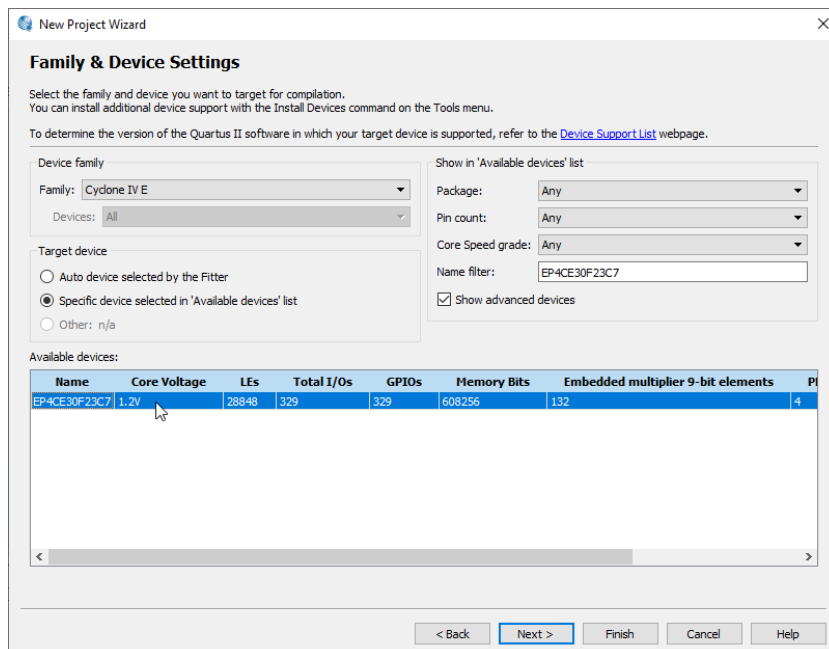 New Project Wizard
Family & Device Settings
Select the family and device you want to target for compilation.
You can install additional device support with the Install Devices command on the Tools menu.
To determine the version of the Quartus II software in which your target device is supported, refer to the Device Support List webpage.
Device family
Family: Cyclone IV E
Devices: All
Target device
Auto device selected by the Fitter
Specific device selected in 'Available devices' list
Other: n/a
Show in 'Available devices' list
Package: Any
Pin count: Any
Core Speed grade: Any
Name filter: EP4CE30F23C7
Show advanced devices
Available devices:
Name Core Voltage LEs Total I/Os GPIOs Memory Bits Embedded multiplier 9-bit elements
EP4CE30F23C7 1.2V 28848 329 329 608256 132 4
< Back Next > Finish Cancel Help